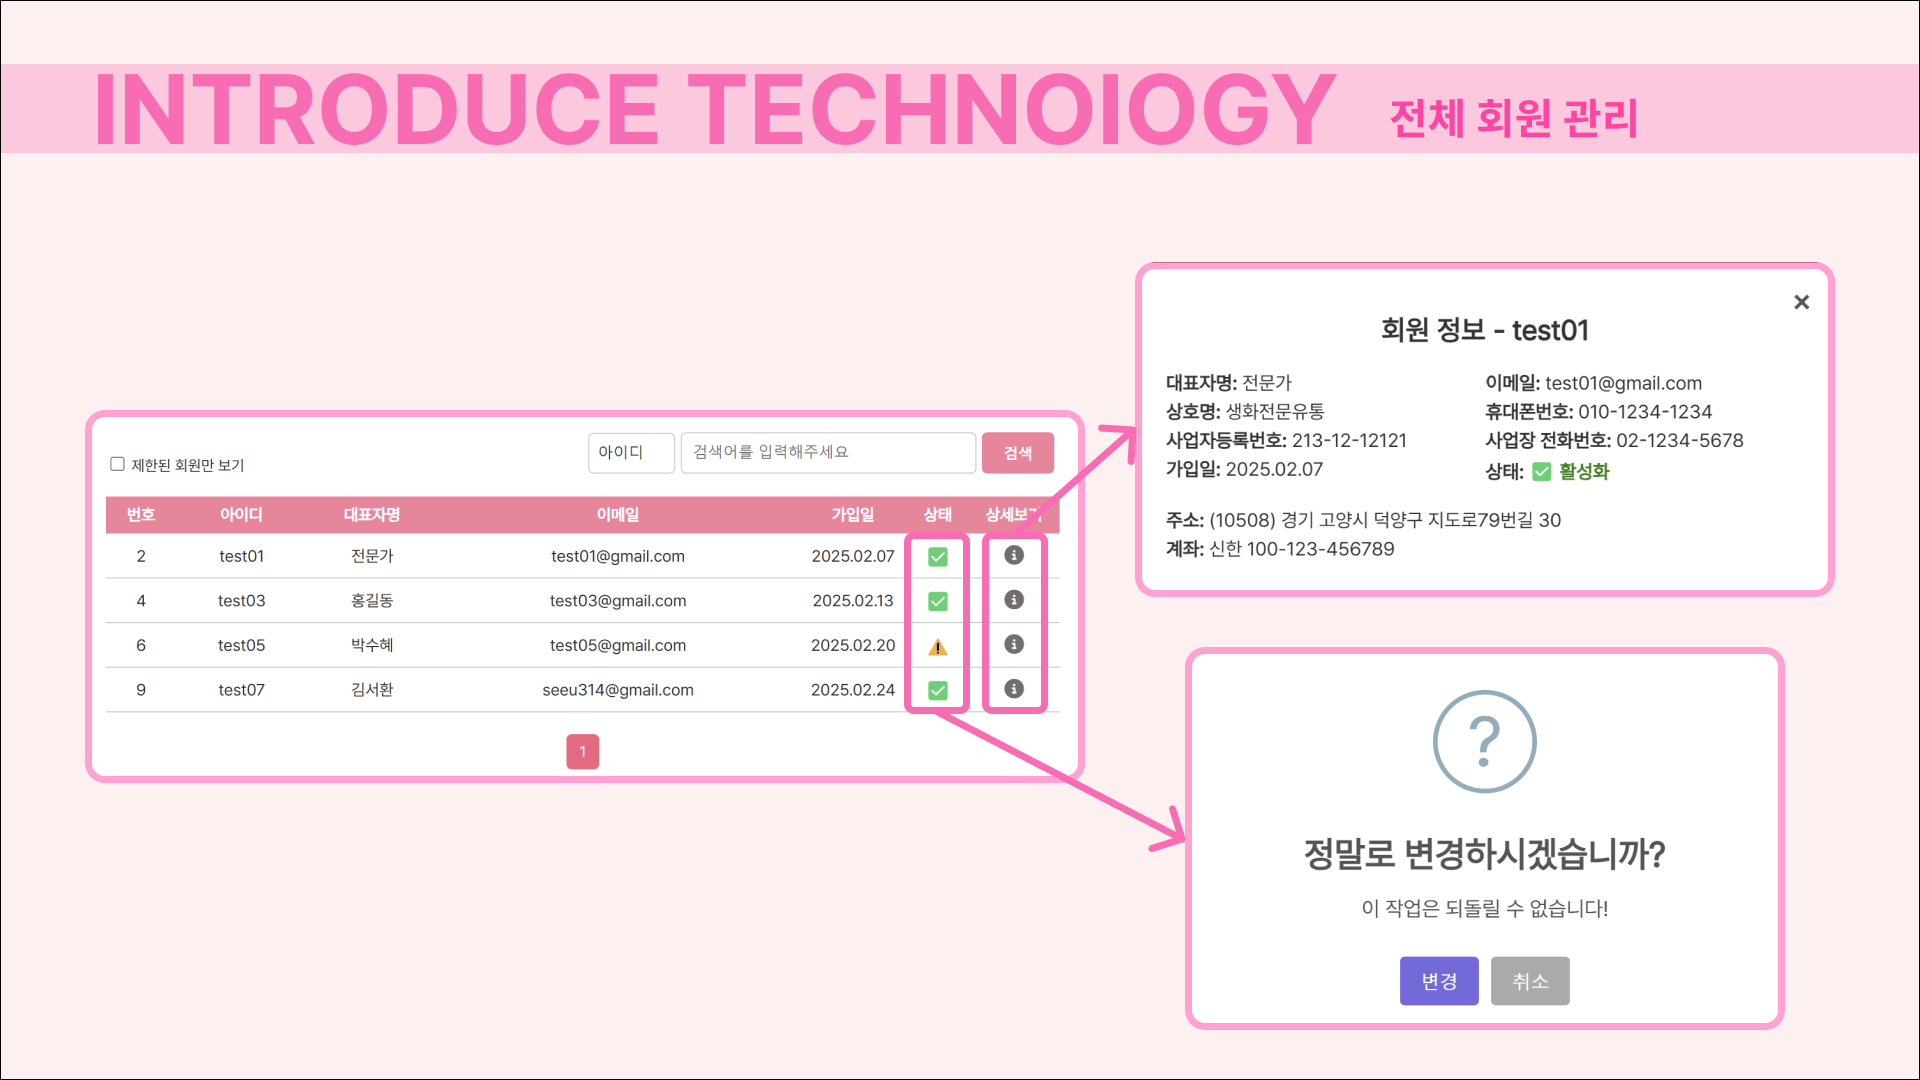 INTRODUCE TECHNOIOGY 전체 회원 관리
제한된 회원만 보기
아이디 검색어를 입력해주세요 검색
번호 아이디 대표자명 이메일 가입일 상태 상세보기
2 test01 전문가 test01@gmail.com 2025.02.07
4 test03 홍길동 test03@gmail.com 2025.02.13
6 test05 박수혜 test05@gmail.com 2025.02.20
9 test07 김서환 seeu314@gmail.com 2025.02.24
1
회원 정보 - test01
대표자명: 전문가 이메일: test01@gmail.com
상호명: 생화전문유통 휴대폰번호: 010-1234-1234
사업자등록번호: 213-12-12121 사업장 전화번호: 02-1234-5678
가입일: 2025.02.07 상태: 활성화
주소: (10508) 경기 고양시 덕양구 지도로79번길 30
계좌: 신한 100-123-456789
정말로 변경하시겠습니까?
이 작업은 되돌릴 수 없습니다!
변경 취소